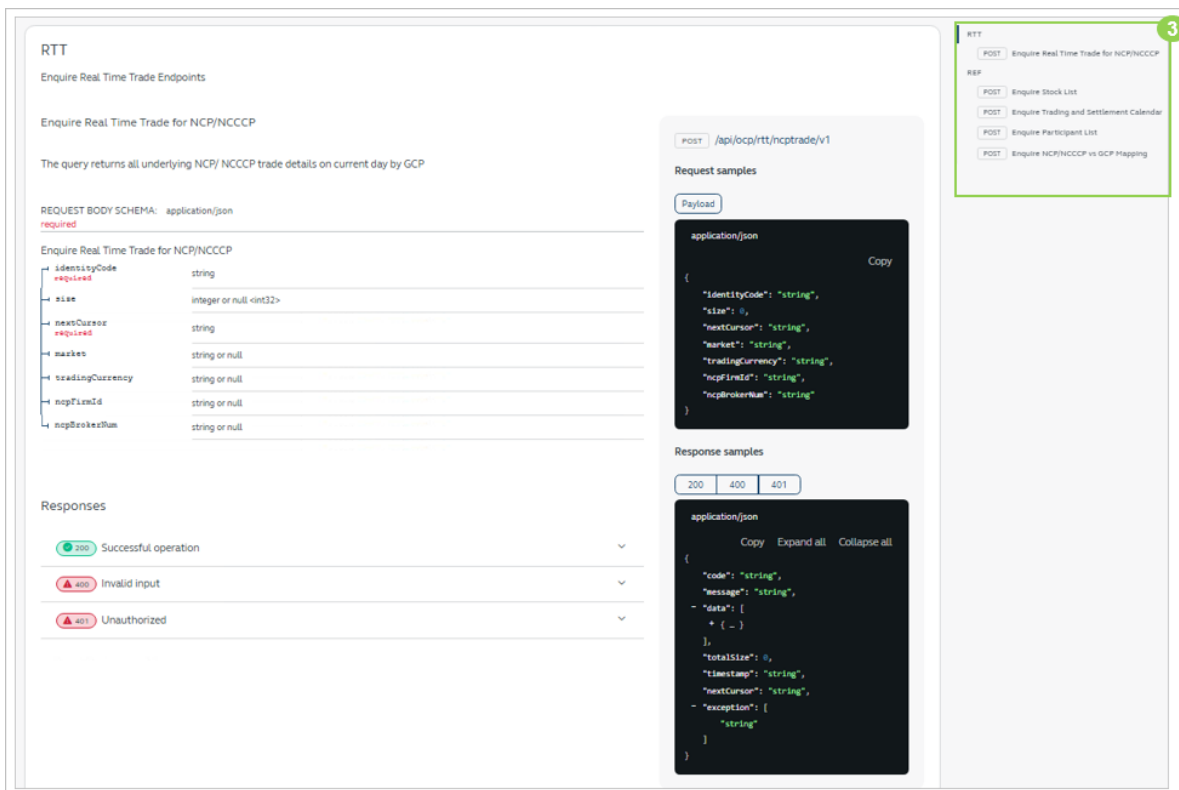 RTT
Enquire Real Time Trade Endpoints
Enquire Real Time Trade for NCP/NCCCP
The query returns all underlying NCP/ NCCCP trade details on current day by GCP
REQUEST BODY SCHEMA: application/json
required
Enquire Real Time Trade for NCP/NCCCP
identityCode
required
string
size
integer or null <int32>
nextCursor
required
string
market
string or null
tradingCurrency
string or null
ncpFirmId
string or null
ncpBrokerNum
string or null
Responses
200 Successful operation
400 Invalid input
401 Unauthorized
POST /api/ocp/rtt/ncptrade/v1
Request samples
Payload
application/json
Copy
{
"identityCode": "string",
"size": 0,
"nextCursor": "string",
"market": "string",
"tradingCurrency": "string",
"ncpFirmId": "string",
"ncpBrokerNum": "string"
}
Response samples
200 400 401
application/json
Copy Expand all Collapse all
{
"code": "string",
"message": "string",
- "data": [
+ { … }
],
"totalSize": 0,
"timestamp": "string",
"nextCursor": "string",
- "exception": [
"string"
]
}
3
RTT
POST Enquire Real Time Trade for NCP/NCCCP
REF
POST Enquire Stock List
POST Enquire Trading and Settlement Calendar
POST Enquire Participant List
POST Enquire NCP/NCCCP vs GCP Mapping